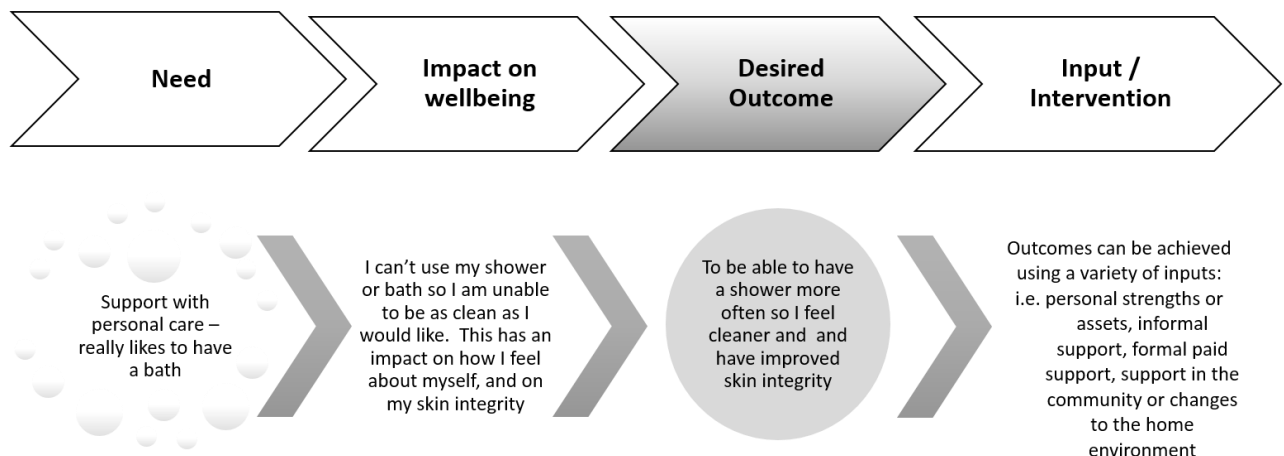 Need
Impact on
wellbeing
Desired
Outcome
Input /
Intervention
Support with
personal care –
really likes to have
a bath
I can’t use my shower
or bath so I am unable
to be as clean as I
would like.  This has an
impact on how I feel
about myself, and on
my skin integrity
To be able to have
a shower more
often so I feel
cleaner and  and
have improved
skin integrity
Outcomes can be achieved
using a variety of inputs:
i.e. personal strengths or
assets, informal
support, formal paid
support, support in the
community or changes
to the home
environment